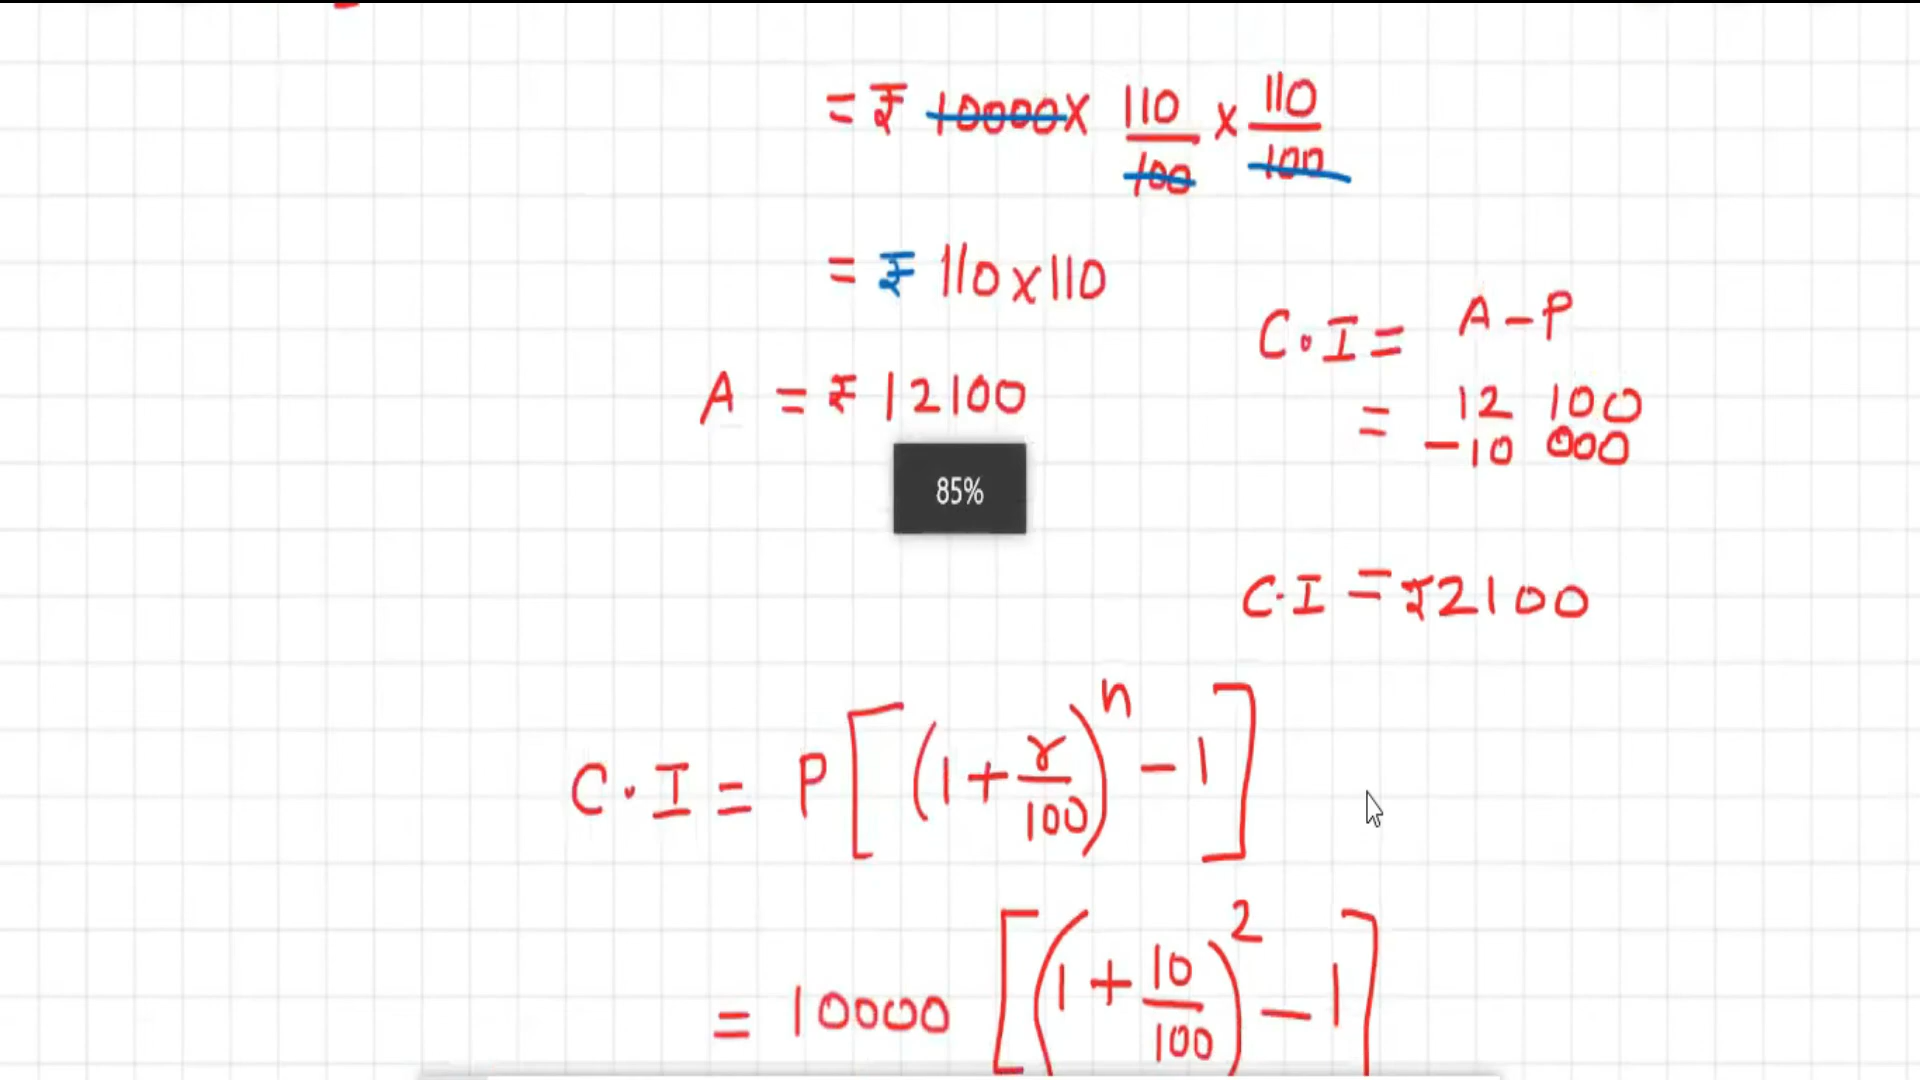 = ₹ 10000 x 110/100 x 110/100
= ₹ 110 x 110
A = ₹ 12100
C.I = A - P
= 12 100
- 10 000
85%
C.I = ₹2100
C.I = P[(1 + r/100)^n - 1]
= 10000 [(1 + 10/100)^2 - 1]